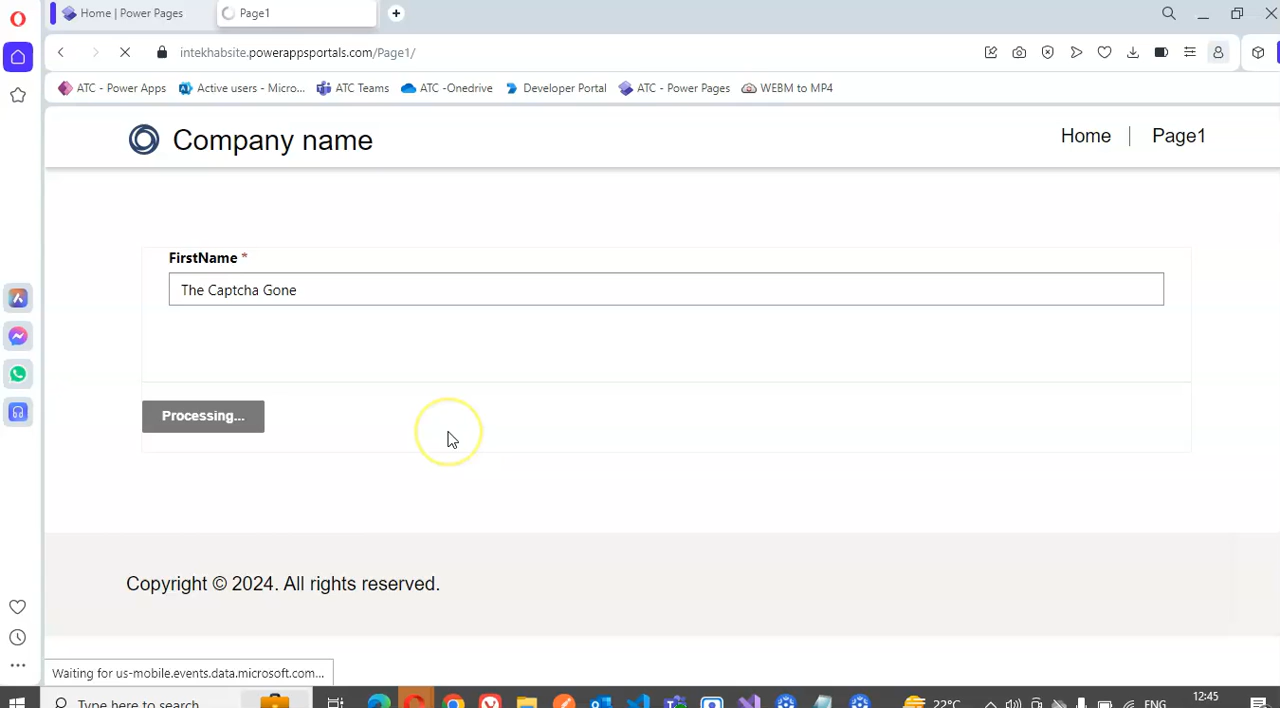 Home | Power Pages
Page1
intekhabsite.powerappsportals.com/Page1/
ATC - Power Apps
Active users - Micro...
ATC Teams
ATC -Onedrive
Developer Portal
ATC - Power Pages
WEBM to MP4
Company name
Home
Page1
FirstName *
The Captcha Gone
Processing...
Copyright © 2024. All rights reserved.
Waiting for us-mobile.events.data.microsoft.com...
Type here to search
22°C
ENG
12:45